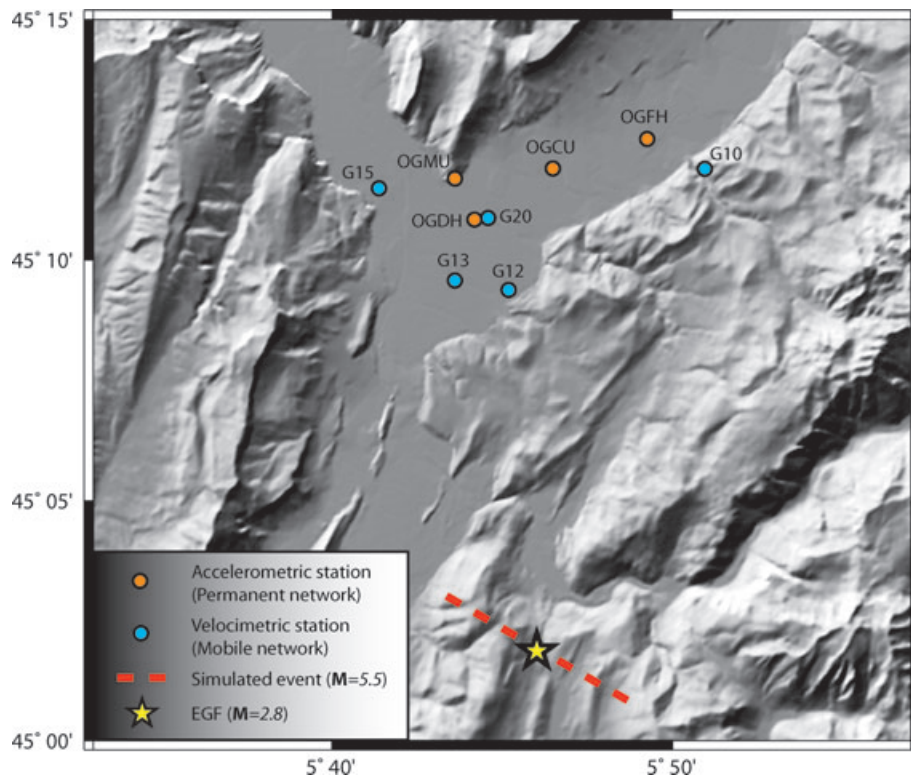 45° 15'
OGFH
OGCU
G10
OGMU
G15
OGDH
G20
45° 10'
G13
G12
45° 05'
Accelerometric station
(Permanent network)
Velocimetric station
(Mobile network)
Simulated event (M=5.5)
EGF (M=2.8)
45° 00'
5° 40'
5° 50'